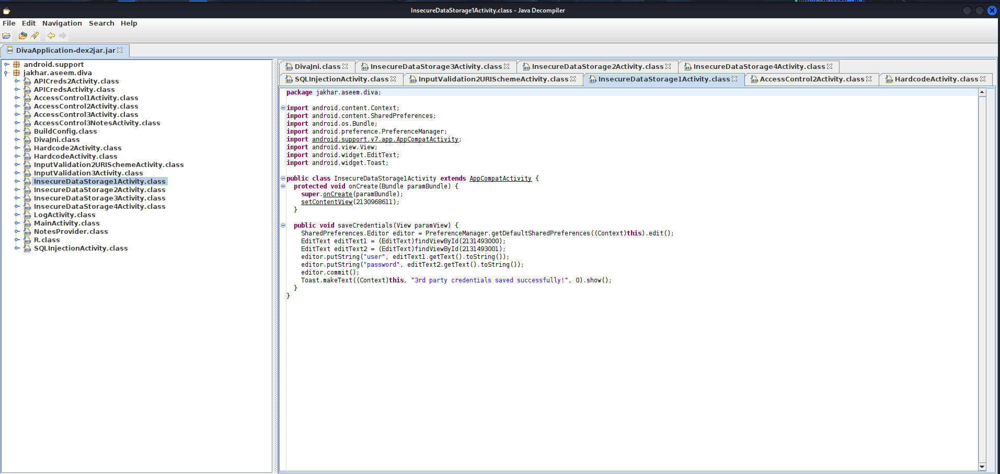 InsecureDataStorage1Activity.class - Java Decompiler
File Edit Navigation Search Help
DivaApplication-dex2jar.jar
android.support
jakhar.aseem.diva
APICreds2Activity.class
APICredsActivity.class
AccessControl1Activity.class
AccessControl2Activity.class
AccessControl3Activity.class
AccessControl3NotesActivity.class
BuildConfig.class
DivaJni.class
Hardcode2Activity.class
HardcodeActivity.class
InputValidation2URISchemeActivity.class
InputValidation3Activity.class
InsecureDataStorage1Activity.class
InsecureDataStorage2Activity.class
InsecureDataStorage3Activity.class
InsecureDataStorage4Activity.class
LogActivity.class
MainActivity.class
NotesProvider.class
R.class
SQLInjectionActivity.class
DivaJni.class InsecureDataStorage3Activity.class InsecureDataStorage2Activity.class InsecureDataStorage4Activity.class
SQLInjectionActivity.class InputValidation2URISchemeActivity.class InsecureDataStorage1Activity.class AccessControl2Activity.class HardcodeActivity.class
package jakhar.aseem.diva;
import android.content.Context;
import android.content.SharedPreferences;
import android.os.Bundle;
import android.preference.PreferenceManager;
import android.support.v7.app.AppCompatActivity;
import android.view.View;
import android.widget.EditText;
import android.widget.Toast;
public class InsecureDataStorage1Activity extends AppCompatActivity {
protected void onCreate(Bundle paramBundle) {
super.onCreate(paramBundle);
setContentView(2130968611);
}
public void saveCredentials(View paramView) {
SharedPreferences.Editor editor = PreferenceManager.getDefaultSharedPreferences((Context)this).edit();
EditText editText1 = (EditText)findViewById(2131493000);
EditText editText2 = (EditText)findViewById(2131493001);
editor.putString("user", editText1.getText().toString());
editor.putString("password", editText2.getText().toString());
editor.commit();
Toast.makeText((Context)this, "3rd party credentials saved successfully!", 0).show();
}
}